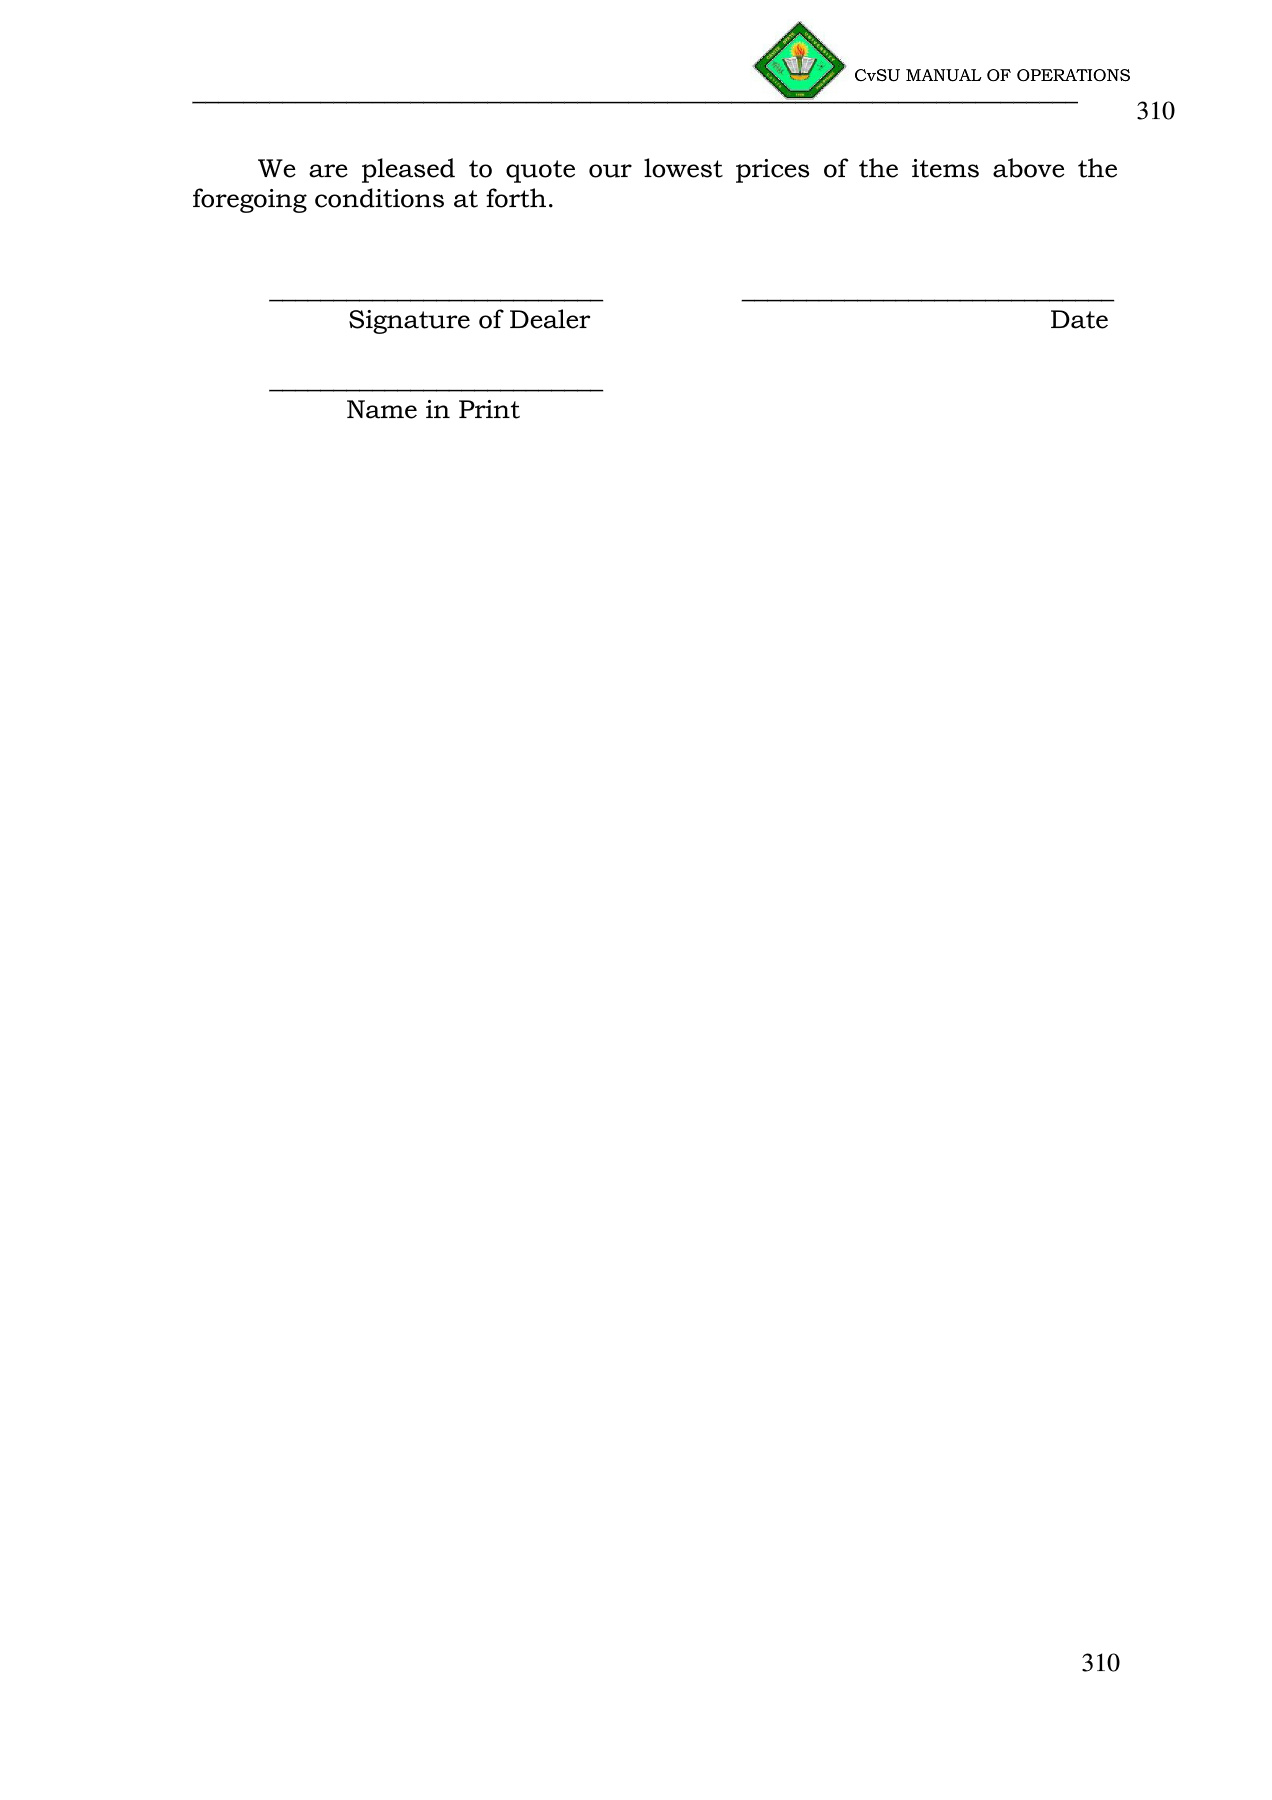 CvSU MANUAL OF OPERATIONS
310
We are pleased to quote our lowest prices of the items above the
foregoing conditions at forth.
Signature of Dealer Date
Name in Print
310